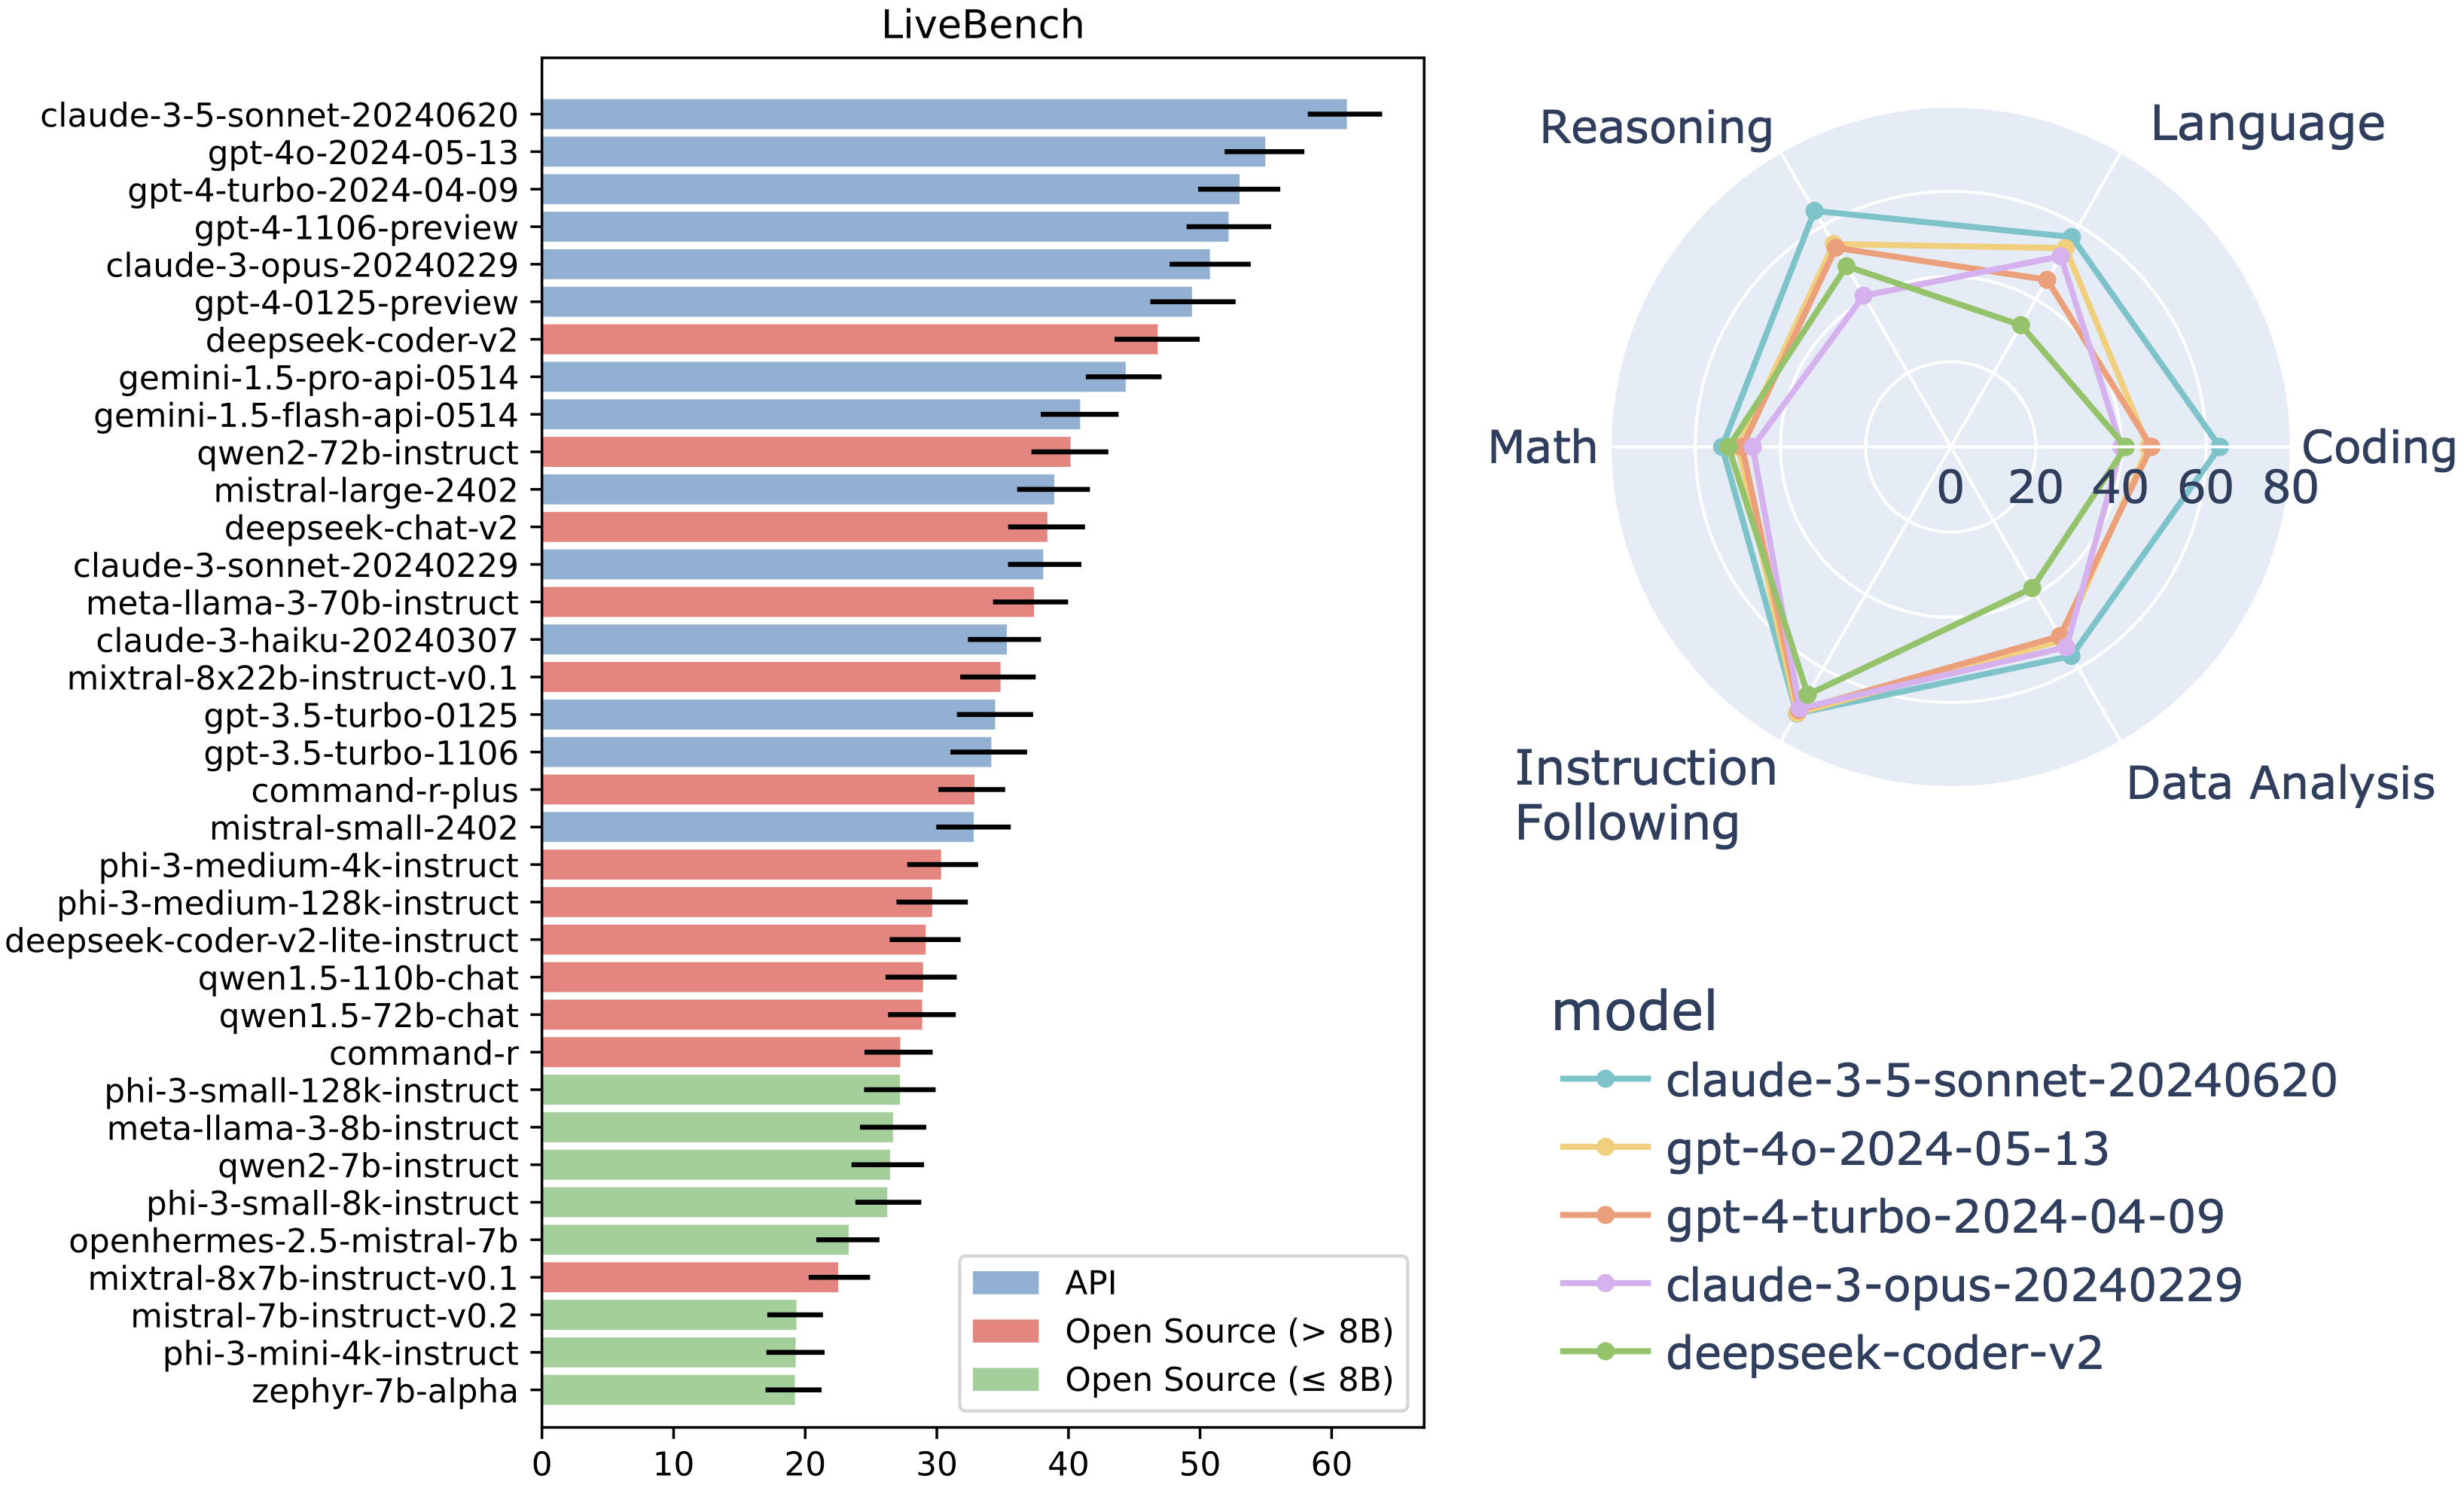 LiveBench
claude-3-5-sonnet-20240620
gpt-4o-2024-05-13
gpt-4-turbo-2024-04-09
gpt-4-1106-preview
claude-3-opus-20240229
gpt-4-0125-preview
deepseek-coder-v2
gemini-1.5-pro-api-0514
gemini-1.5-flash-api-0514
qwen2-72b-instruct
mistral-large-2402
deepseek-chat-v2
claude-3-sonnet-20240229
meta-llama-3-70b-instruct
claude-3-haiku-20240307
mixtral-8x22b-instruct-v0.1
gpt-3.5-turbo-0125
gpt-3.5-turbo-1106
command-r-plus
mistral-small-2402
phi-3-medium-4k-instruct
phi-3-medium-128k-instruct
deepseek-coder-v2-lite-instruct
qwen1.5-110b-chat
qwen1.5-72b-chat
command-r
phi-3-small-128k-instruct
meta-llama-3-8b-instruct
qwen2-7b-instruct
phi-3-small-8k-instruct
openhermes-2.5-mistral-7b
mixtral-8x7b-instruct-v0.1
mistral-7b-instruct-v0.2
phi-3-mini-4k-instruct
zephyr-7b-alpha
0 10 20 30 40 50 60
API
Open Source (> 8B)
Open Source (≤ 8B)
Reasoning
Language
Math
Coding
0 20 40 60 80
Instruction
Following
Data Analysis
model
claude-3-5-sonnet-20240620
gpt-4o-2024-05-13
gpt-4-turbo-2024-04-09
claude-3-opus-20240229
deepseek-coder-v2